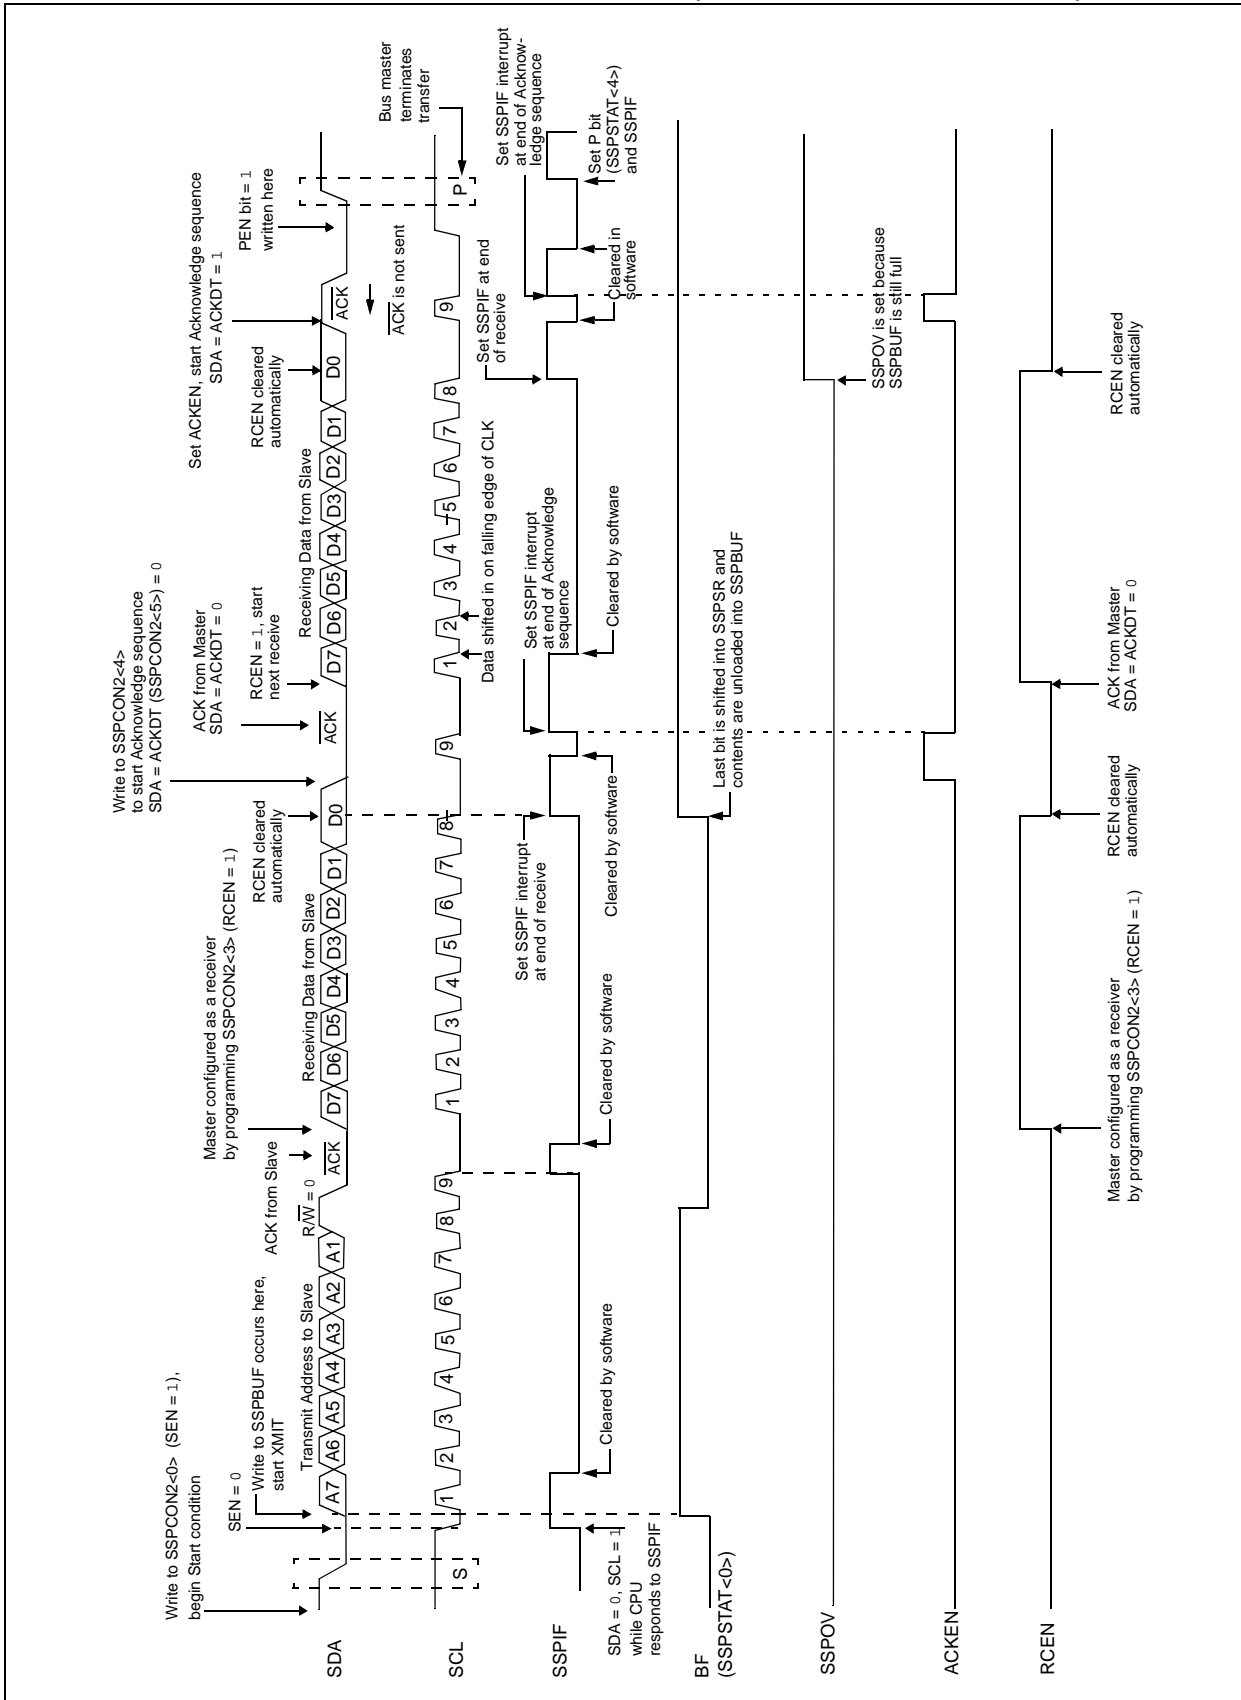 Write to SSPCON2<0> (SEN = 1),
begin Start condition
SEN = 0
Write to SSPBUF occurs here,
start XMIT
ACK from Slave
Master configured as a receiver
by programming SSPCON2<3> (RCEN = 1)
RCEN cleared
automatically
Write to SSPCON2<4>
to start Acknowledge sequence
SDA = ACKDT (SSPCON2<5>) = 0
ACK from Master
SDA = ACKDT = 0
RCEN = 1, start
next receive
RCEN cleared
automatically
Set ACKEN, start Acknowledge sequence
SDA = ACKDT = 1
PEN bit = 1
written here
Transmit Address to Slave
R/W = 0
Receiving Data from Slave
Receiving Data from Slave
SDA
A7 A6 A5 A4 A3 A2 A1 ACK D7 D6 D5 D4 D3 D2 D1 D0 ACK D7 D6 D5 D4 D3 D2 D1 D0 ACK
ACK is not sent
Bus master
terminates
transfer
SCL
S 1 2 3 4 5 6 7 8 9 1 2 3 4 5 6 7 8 9 1 2 3 4 5 6 7 8 9 P
Data shifted in on falling edge of CLK
Set SSPIF interrupt
at end of receive
Set SSPIF interrupt
at end of Acknowledge
sequence
Set SSPIF at end
of receive
Set SSPIF interrupt
at end of Acknow-
ledge sequence
SSPIF
SDA = 0, SCL = 1
while CPU
responds to SSPIF
Cleared by software
Cleared by software
Cleared by software
Cleared by software
Cleared in
software
Set P bit
(SSPSTAT<4>)
and SSPIF
BF
(SSPSTAT<0>)
Last bit is shifted into SSPSR and
contents are unloaded into SSPBUF
SSPOV
SSPOV is set because
SSPBUF is still full
ACKEN
RCEN
Master configured as a receiver
by programming SSPCON2<3> (RCEN = 1)
RCEN cleared
automatically
ACK from Master
SDA = ACKDT = 0
RCEN cleared
automatically